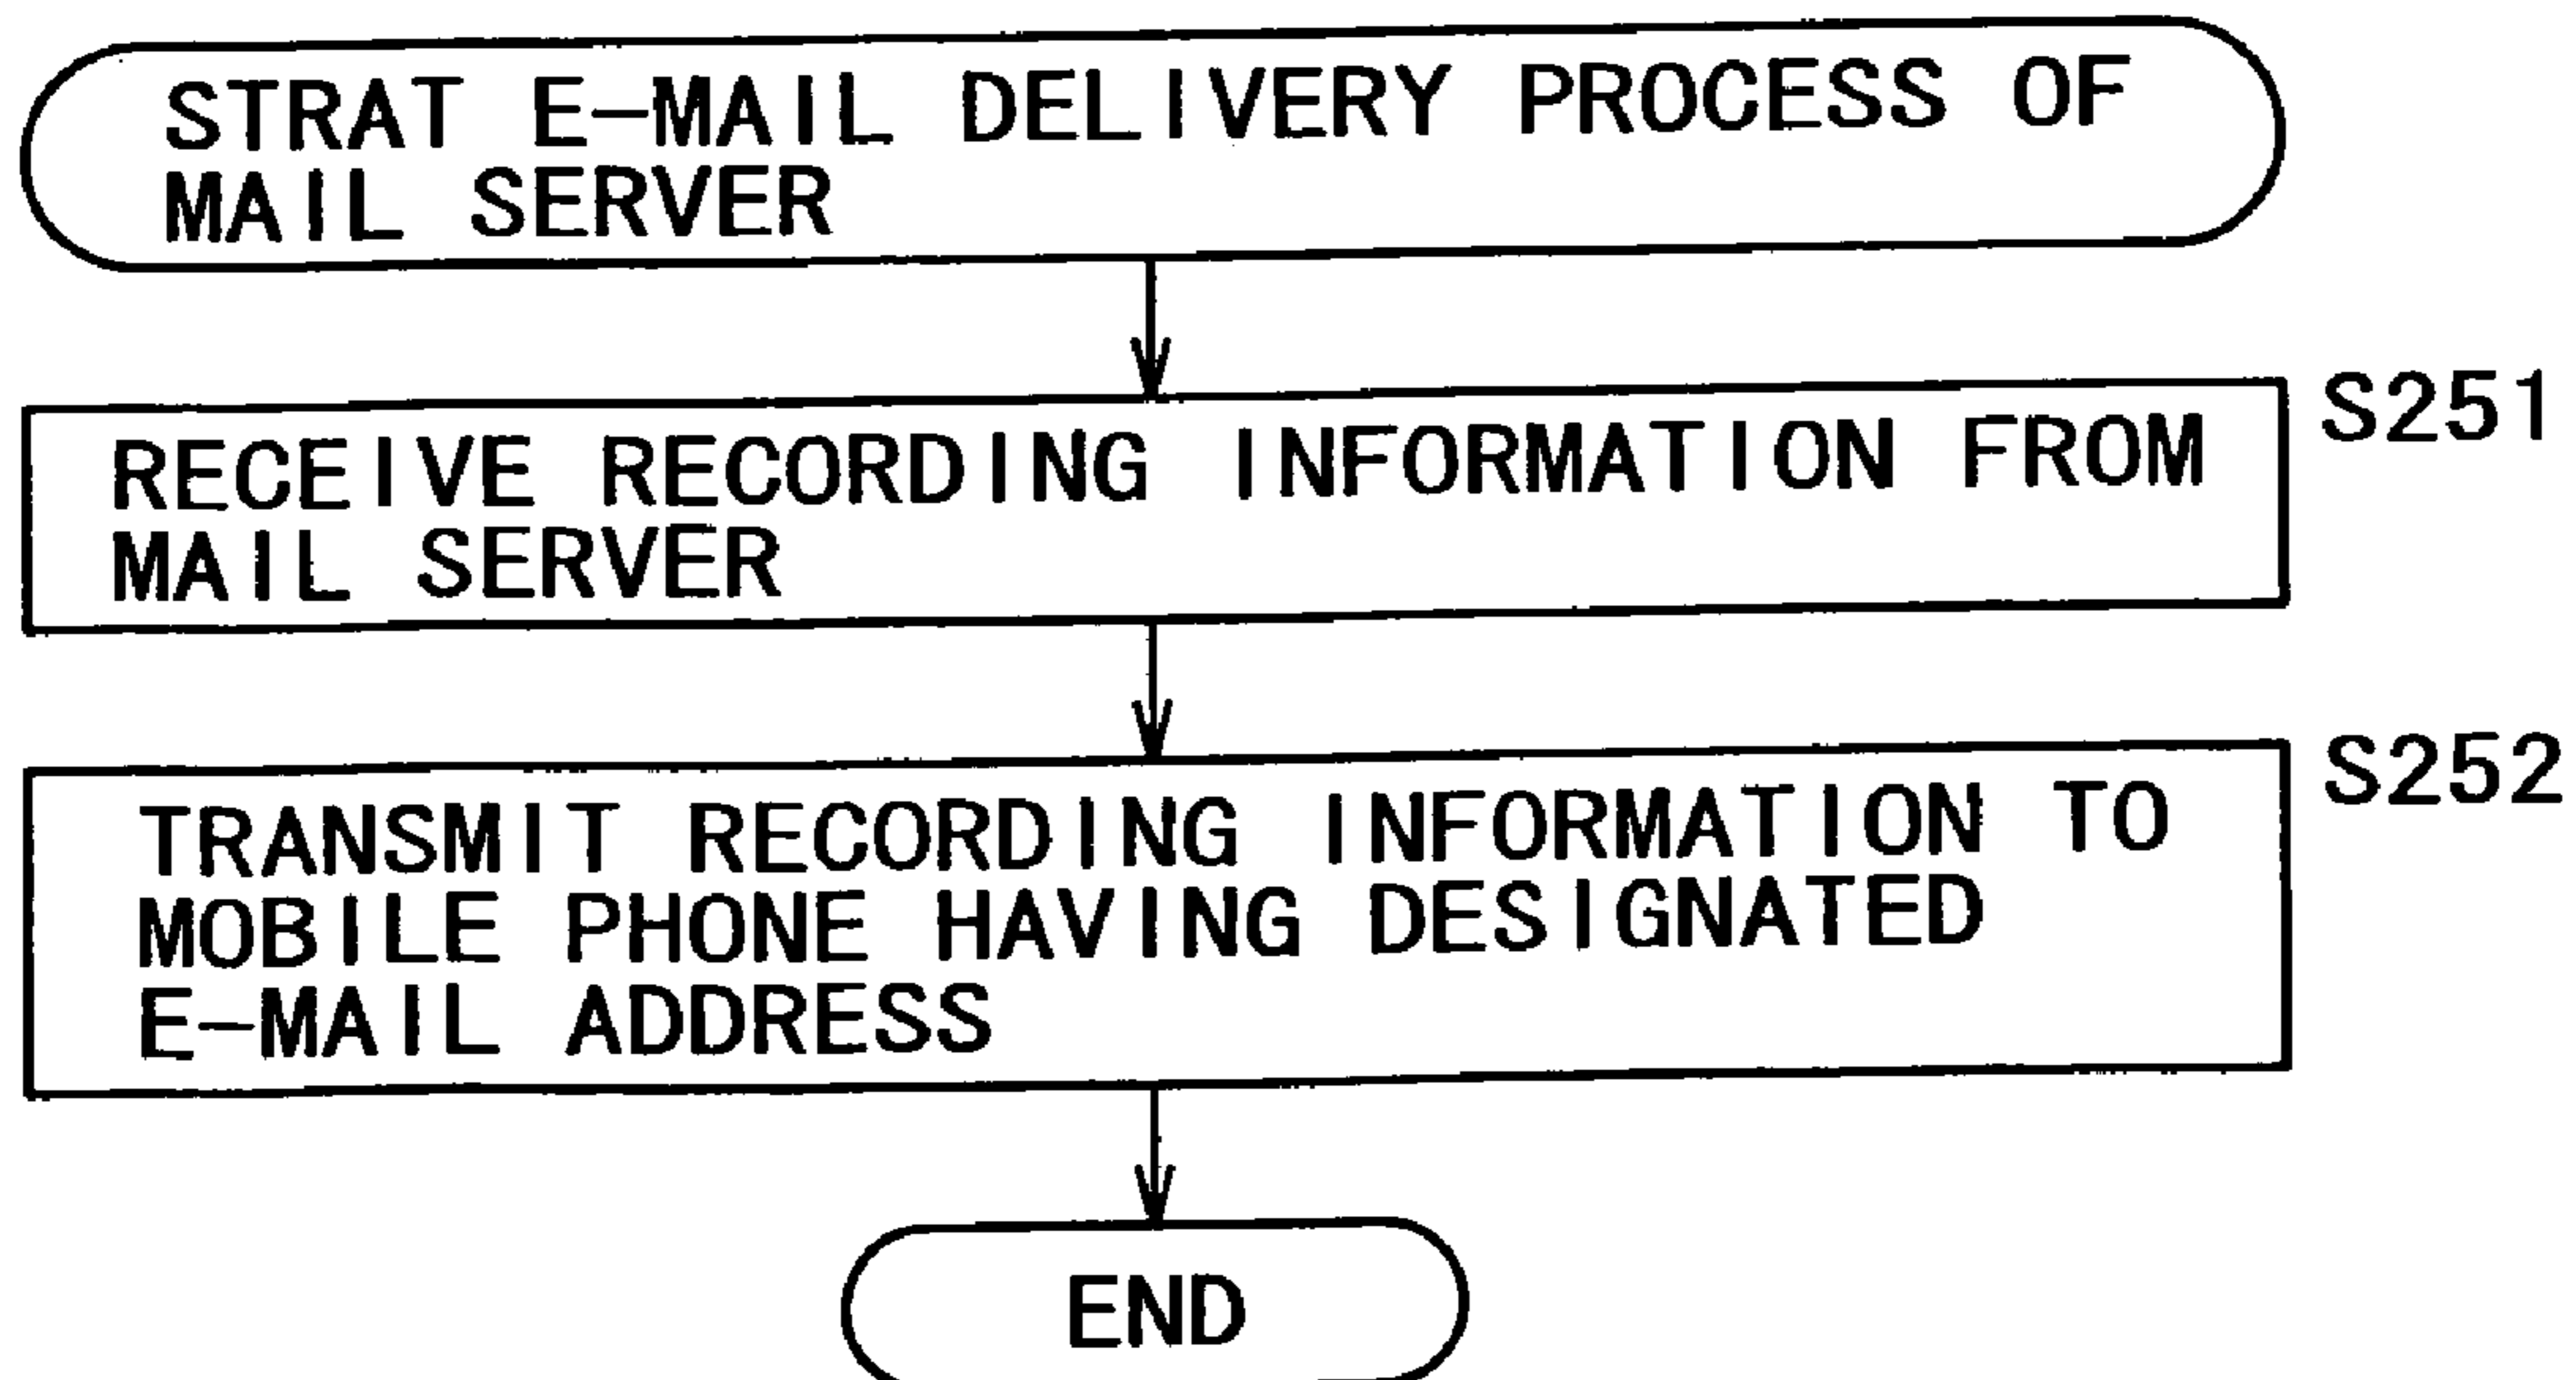 STRAT E-MAIL DELIVERY PROCESS OF
MAIL SERVER
S251
RECEIVE RECORDING INFORMATION FROM
MAIL SERVER
S252
TRANSMIT RECORDING INFORMATION TO
MOBILE PHONE HAVING DESIGNATED
E-MAIL ADDRESS
END